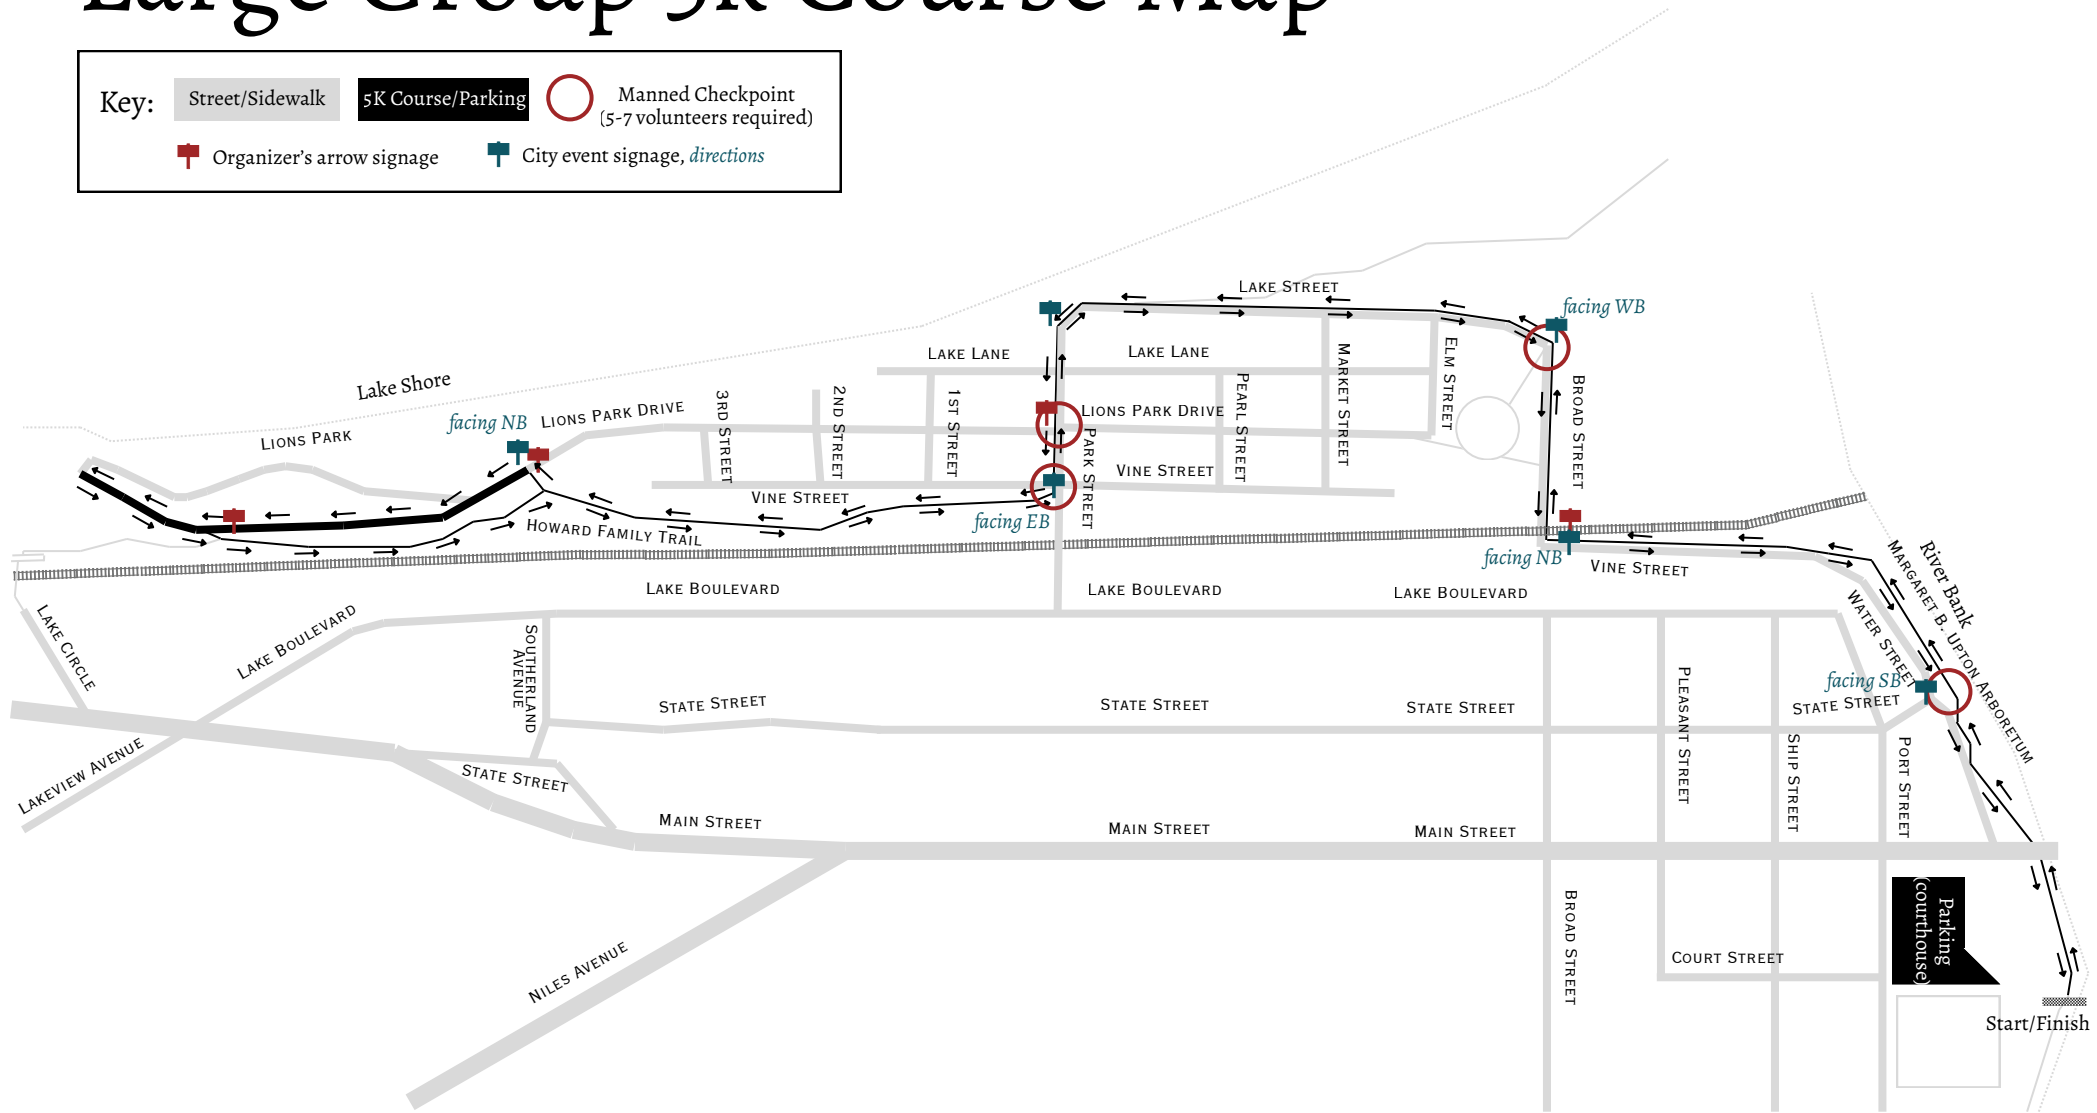 Large Group 5k Course Map
Key:
Street/Sidewalk
5K Course/Parking
Manned Checkpoint
(5-7 volunteers required)
Organizer's arrow signage
City event signage, directions
Lake Street
facing WB
Lake Lane
Lake Lane
Lake Shore
Lions Park
facing NB
Lions Park Drive
3rd Street
2nd Street
1st Street
Lions Park Drive
Park Street
Pearl Street
Market Street
Elm Street
Broad Street
Vine Street
Vine Street
Howard Family Trail
facing EB
facing NB
Vine Street
River Bank
Margaret B. Upton Arboretum
Water Street
facing SB
State Street
Lake Boulevard
Lake Boulevard
Lake Boulevard
Lake Circle
Lake Boulevard
Southerland
Avenue
State Street
State Street
State Street
Pleasant Street
Ship Street
Port Street
Lakeview Avenue
State Street
Main Street
Main Street
Main Street
Niles Avenue
Broad Street
Court Street
Parking
(courthouse)
Start/Finish